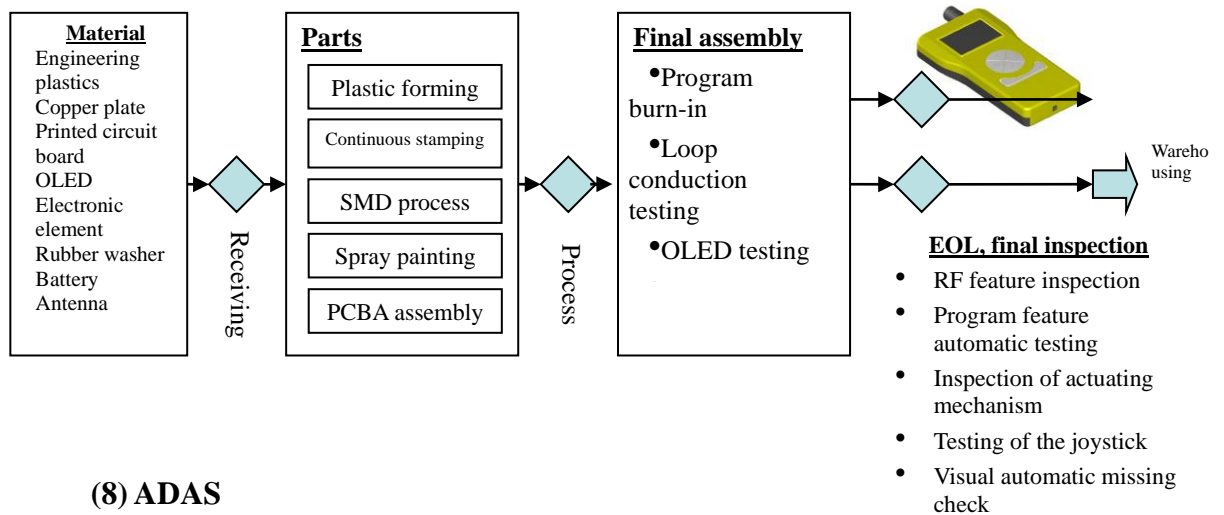 Material
Engineering
plastics
Copper plate
Printed circuit
board
OLED
Electronic
element
Rubber washer
Battery
Antenna
Receiving
Parts
Plastic forming
Continuous stamping
SMD process
Spray painting
PCBA assembly
Process
Final assembly
•Program
burn-in
•Loop
conduction
testing
•OLED testing
Wareho
using
EOL, final inspection
• RF feature inspection
• Program feature
automatic testing
• Inspection of actuating
mechanism
• Testing of the joystick
• Visual automatic missing
check
(8) ADAS